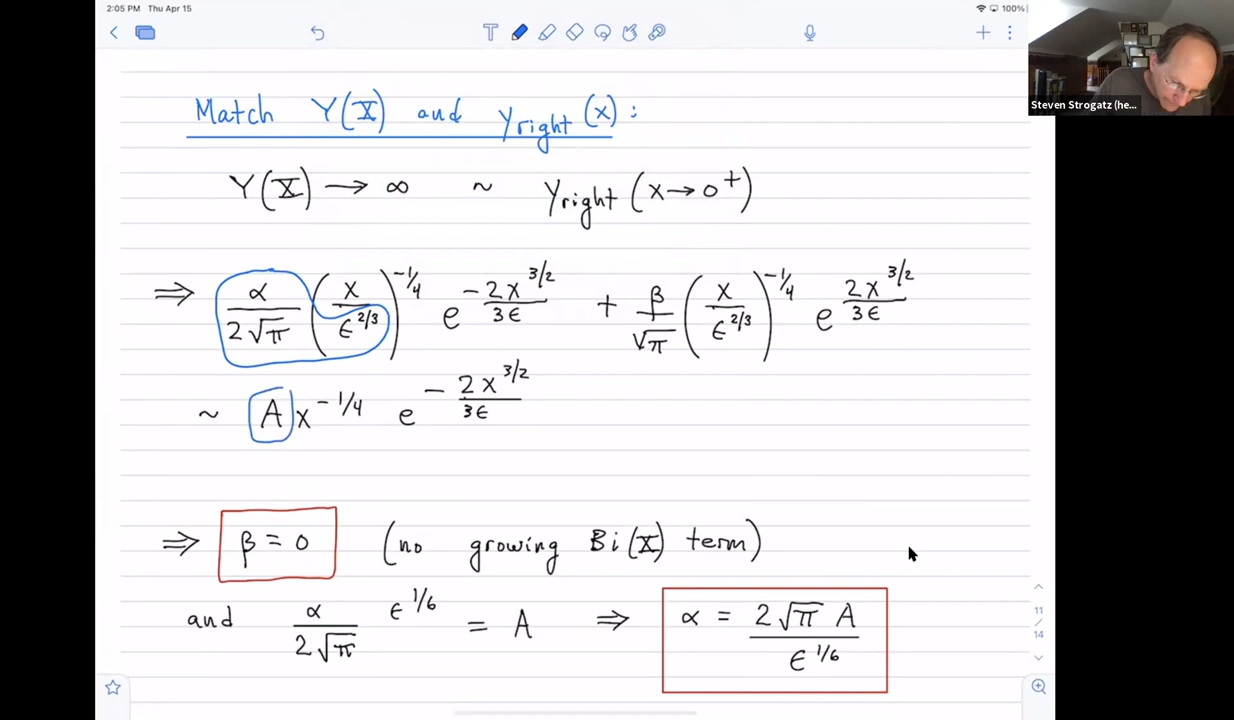 2:05 PM Thu Apr 15
100%
Steven Strogatz (he...
Match Y(X) and y_right (x) :
Y(X) → ∞ ~ y_right (x → 0⁺)
⇒ α/(2√π) (x/ε^(2/3))^(-1/4) e^(-2x^(3/2)/3ε) + β/√π (x/ε^(2/3))^(-1/4) e^(2x^(3/2)/3ε)
~ A x^(-1/4) e^(-2x^(3/2)/3ε)
⇒ β = 0 (no growing Bi(X) term)
and α/(2√π) ε^(1/6) = A ⇒ α = 2√π A/ε^(1/6)
11
/
14